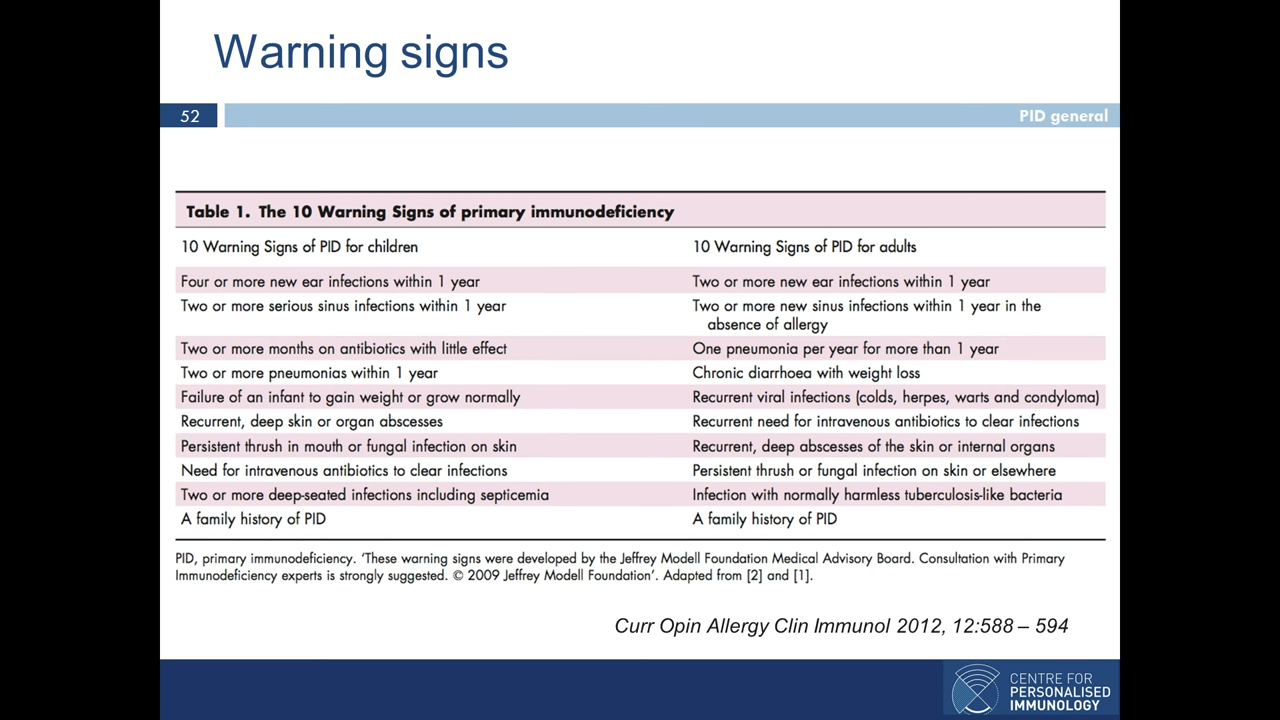 Warning signs
52
PID general
Table 1. The 10 Warning Signs of primary immunodeficiency
10 Warning Signs of PID for children 10 Warning Signs of PID for adults
Four or more new ear infections within 1 year Two or more new ear infections within 1 year
Two or more serious sinus infections within 1 year Two or more new sinus infections within 1 year in the
absence of allergy
Two or more months on antibiotics with little effect One pneumonia per year for more than 1 year
Two or more pneumonias within 1 year Chronic diarrhoea with weight loss
Failure of an infant to gain weight or grow normally Recurrent viral infections (colds, herpes, warts and condyloma)
Recurrent, deep skin or organ abscesses Recurrent need for intravenous antibiotics to clear infections
Persistent thrush in mouth or fungal infection on skin Recurrent, deep abscesses of the skin or internal organs
Need for intravenous antibiotics to clear infections Persistent thrush or fungal infection on skin or elsewhere
Two or more deep-seated infections including septicemia Infection with normally harmless tuberculosis-like bacteria
A family history of PID A family history of PID
PID, primary immunodeficiency. 'These warning signs were developed by the Jeffrey Modell Foundation Medical Advisory Board. Consultation with Primary
Immunodeficiency experts is strongly suggested. © 2009 Jeffrey Modell Foundation'. Adapted from [2] and [1].
Curr Opin Allergy Clin Immunol 2012, 12:588 – 594
CENTRE FOR
PERSONALISED
IMMUNOLOGY